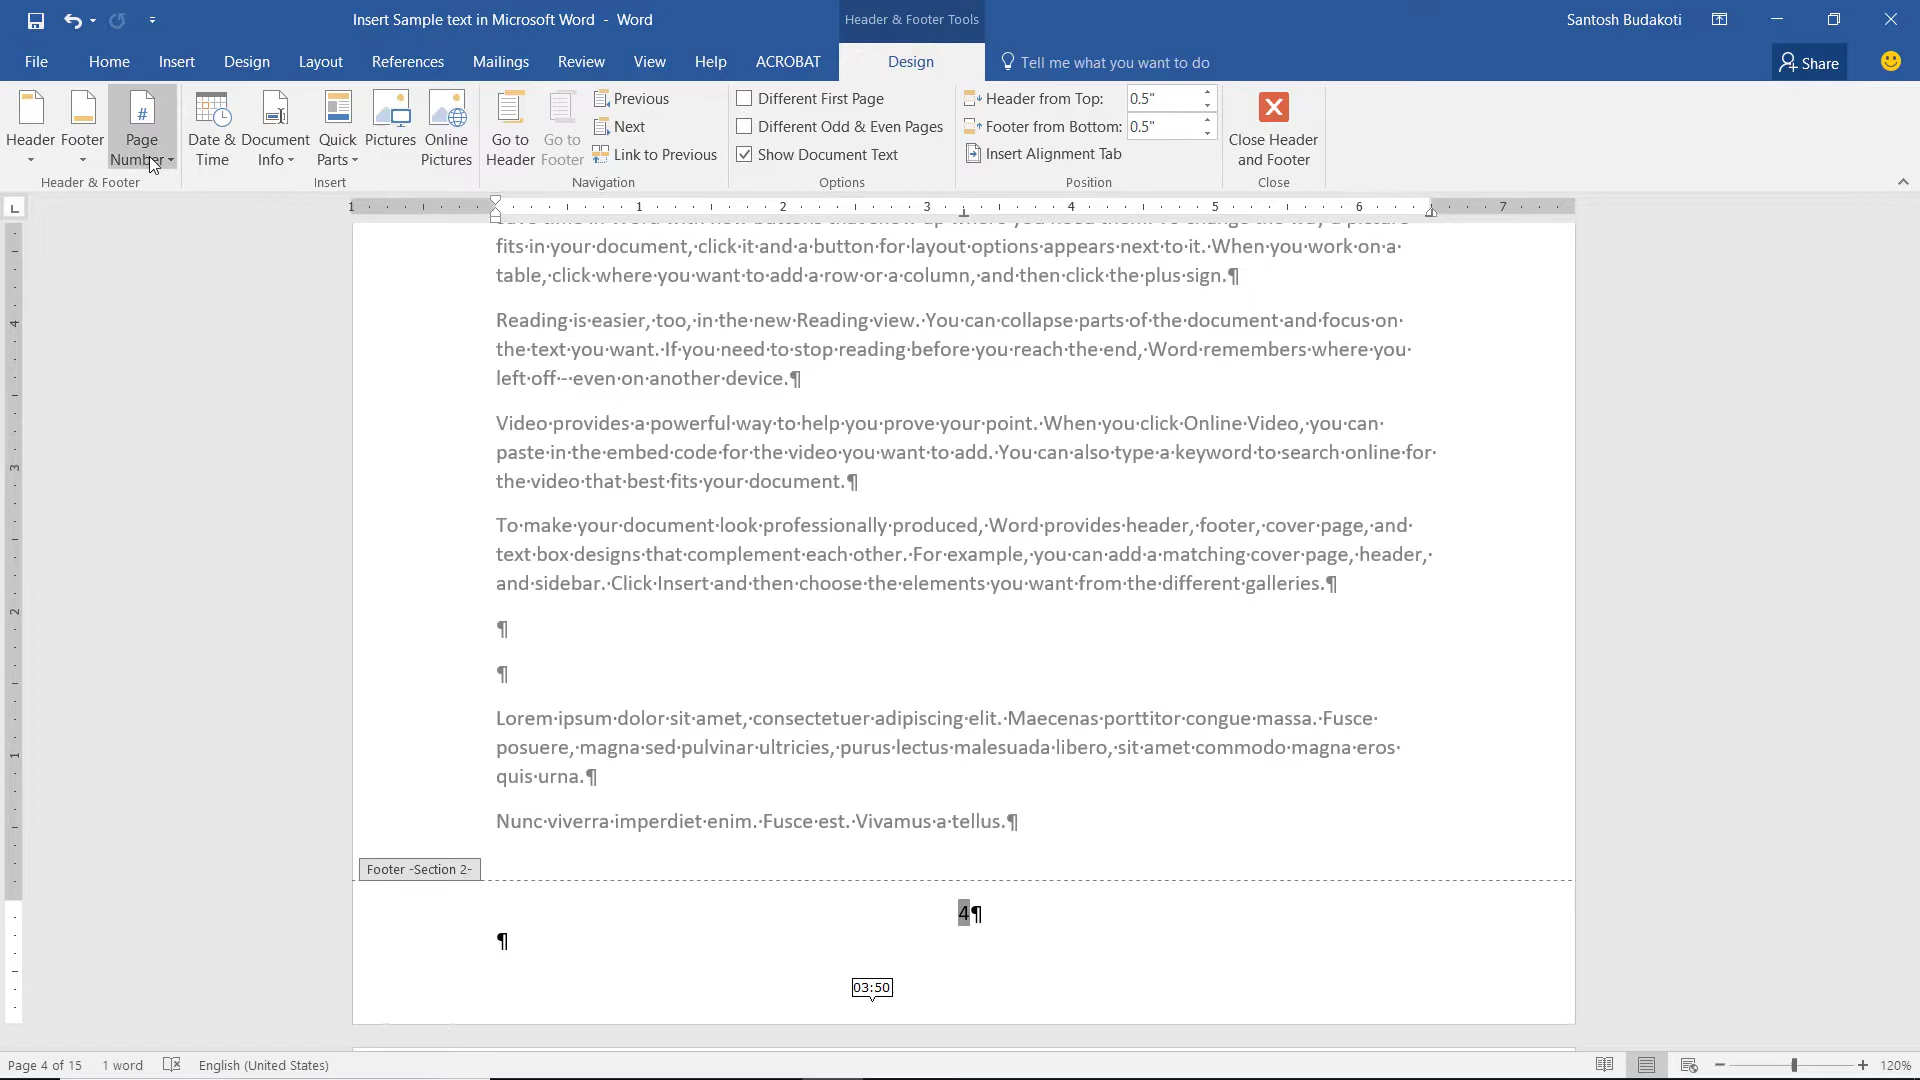 Insert Sample text in Microsoft Word - Word
Header & Footer Tools
Santosh Budakoti
File Home Insert Design Layout References Mailings Review View Help ACROBAT Design Tell me what you want to do Share
Header
Footer
Page Number
Header & Footer
Date & Time
Document Info
Quick Parts
Pictures
Online Pictures
Insert
Go to Header
Go to Footer
Previous
Next
Link to Previous
Navigation
Different First Page
Different Odd & Even Pages
Show Document Text
Options
Header from Top: 0.5"
Footer from Bottom: 0.5"
Insert Alignment Tab
Position
Close Header and Footer
Close
L
1 1 2 3 4 5 6 7
fits·in·your·document,·click·it·and·a·button·for·layout·options·appears·next·to·it.·When·you·work·on·a·
table,·click·where·you·want·to·add·a·row·or·a·column,·and·then·click·the·plus·sign.¶
Reading·is·easier,·too,·in·the·new·Reading·view.·You·can·collapse·parts·of·the·document·and·focus·on·
the·text·you·want.·If·you·need·to·stop·reading·before·you·reach·the·end,·Word·remembers·where·you·
left·off·-·even·on·another·device.¶
Video·provides·a·powerful·way·to·help·you·prove·your·point.·When·you·click·Online·Video,·you·can·
paste·in·the·embed·code·for·the·video·you·want·to·add.·You·can·also·type·a·keyword·to·search·online·for·
the·video·that·best·fits·your·document.¶
To·make·your·document·look·professionally·produced,·Word·provides·header,·footer,·cover·page,·and·
text·box·designs·that·complement·each·other.·For·example,·you·can·add·a·matching·cover·page,·header,·
and·sidebar.·Click·Insert·and·then·choose·the·elements·you·want·from·the·different·galleries.¶
¶
¶
Lorem·ipsum·dolor·sit·amet,·consectetuer·adipiscing·elit.·Maecenas·porttitor·congue·massa.·Fusce·
posuere,·magna·sed·pulvinar·ultricies,·purus·lectus·malesuada·libero,·sit·amet·commodo·magna·eros·
quis·urna.¶
Nunc·viverra·imperdiet·enim.·Fusce·est.·Vivamus·a·tellus.¶
Footer -Section 2-
4¶
¶
03:50
4
3
2
1
Page 4 of 15 1 word English (United States) 120%